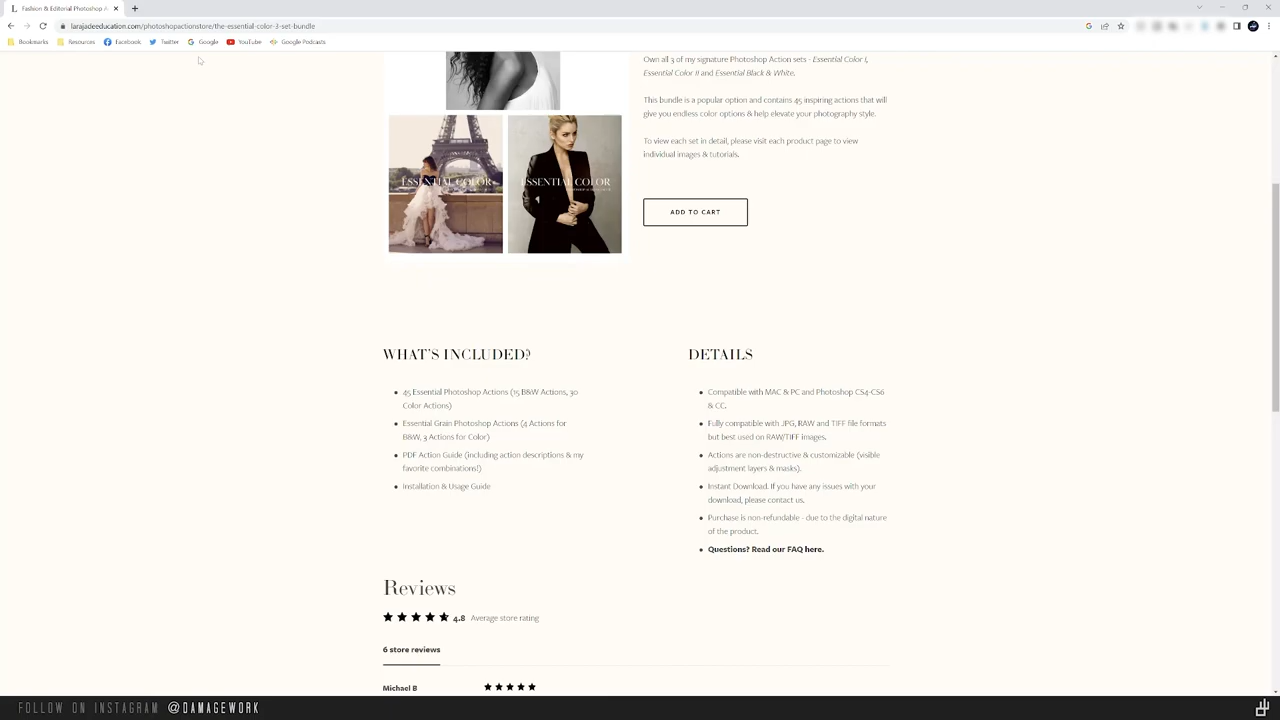 Fashion & Editorial Photoshop A
larajadeeducation.com/photoshopactionstore/the-essential-color-3-set-bundle
Bookmarks
Resources
Facebook
Twitter
Google
YouTube
Google Podcasts
Own all 3 of my signature Photoshop Action sets - Essential Color I,
Essential Color II and Essential Black & White.
This bundle is a popular option and contains 45 inspiring actions that will
give you endless color options & help elevate your photography style.
To view each set in detail, please visit each product page to view
individual images & tutorials.
ESSENTIAL COLOR
ESSENTIAL COLOR
ADD TO CART
WHAT'S INCLUDED?
45 Essential Photoshop Actions (15 B&W Actions, 30
Color Actions)
Essential Grain Photoshop Actions (4 Actions for
B&W, 3 Actions for Color)
PDF Action Guide (including action descriptions & my
favorite combinations!)
Installation & Usage Guide
DETAILS
Compatible with MAC & PC and Photoshop CS4-CS6
& CC.
Fully compatible with JPG, RAW and TIFF file formats
but best used on RAW/TIFF images.
Actions are non-destructive & customizable (visible
adjustment layers & masks).
Instant Download. If you have any issues with your
download, please contact us.
Purchase is non-refundable - due to the digital nature
of the product.
Questions? Read our FAQ here.
Reviews
4.8 Average store rating
6 store reviews
Michael B
FOLLOW ON INSTAGRAM @DAMAGEWORK